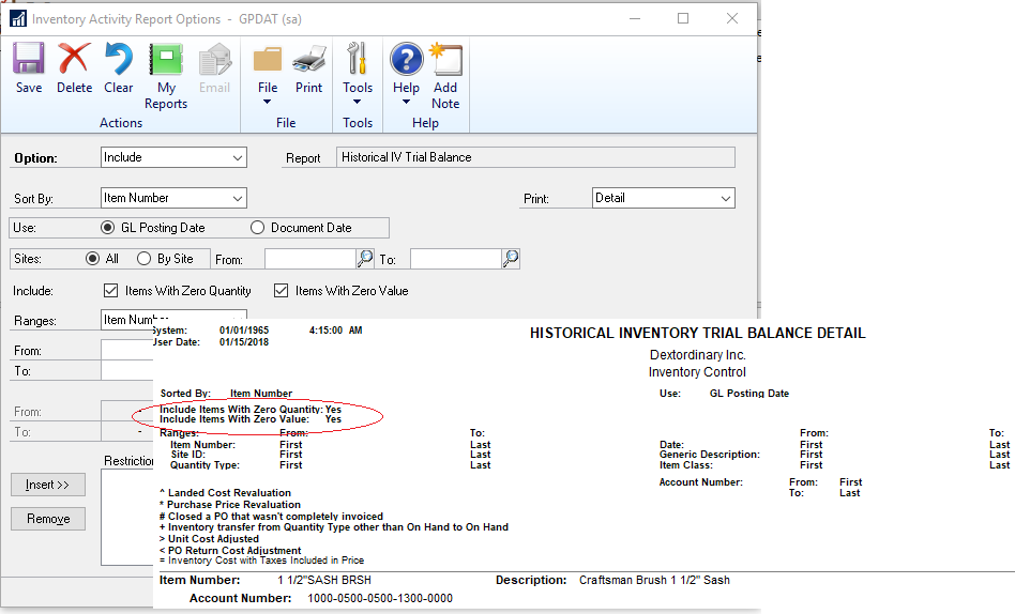 Inventory Activity Report Options - GPDAT (sa)
Save Delete Clear My Reports Email File Print Tools Help Add Note
Actions File Tools Help
Option: Include Report Historical IV Trial Balance
Sort By: Item Number Print: Detail
Use: GL Posting Date Document Date
Sites: All By Site From: To:
Include: Items With Zero Quantity Items With Zero Value
Ranges: Item Number
From:
To:
From: -
To: -
Restriction
Insert >>
Remove
System: 01/01/1965 4:15:00 AM
User Date: 01/15/2018
HISTORICAL INVENTORY TRIAL BALANCE DETAIL
Dextordinary Inc.
Inventory Control
Sorted By: Item Number Use: GL Posting Date
Include Items With Zero Quantity: Yes
Include Items With Zero Value: Yes
Ranges: From: To: From: To:
Item Number: First Last Date: First Last
Site ID: First Last Generic Description: First Last
Quantity Type: First Last Item Class: First Last
Account Number: From: First
To: Last
^ Landed Cost Revaluation
* Purchase Price Revaluation
# Closed a PO that wasn't completely invoiced
+ Inventory transfer from Quantity Type other than On Hand to On Hand
> Unit Cost Adjusted
< PO Return Cost Adjustment
= Inventory Cost with Taxes Included in Price
Item Number: 1 1/2"SASH BRSH Description: Craftsman Brush 1 1/2" Sash
Account Number: 1000-0500-0500-1300-0000